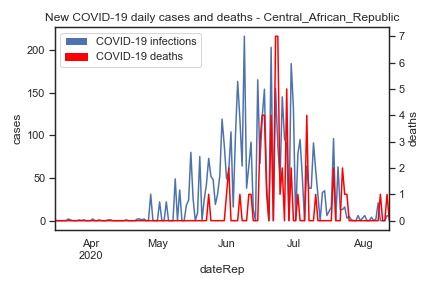 New COVID-19 daily cases and deaths - Central_African_Republic
COVID-19 infections
COVID-19 deaths
200
150
100
50
0
cases
7
6
5
4
3
2
1
0
deaths
Apr
2020
May
Jun
Jul
Aug
dateRep